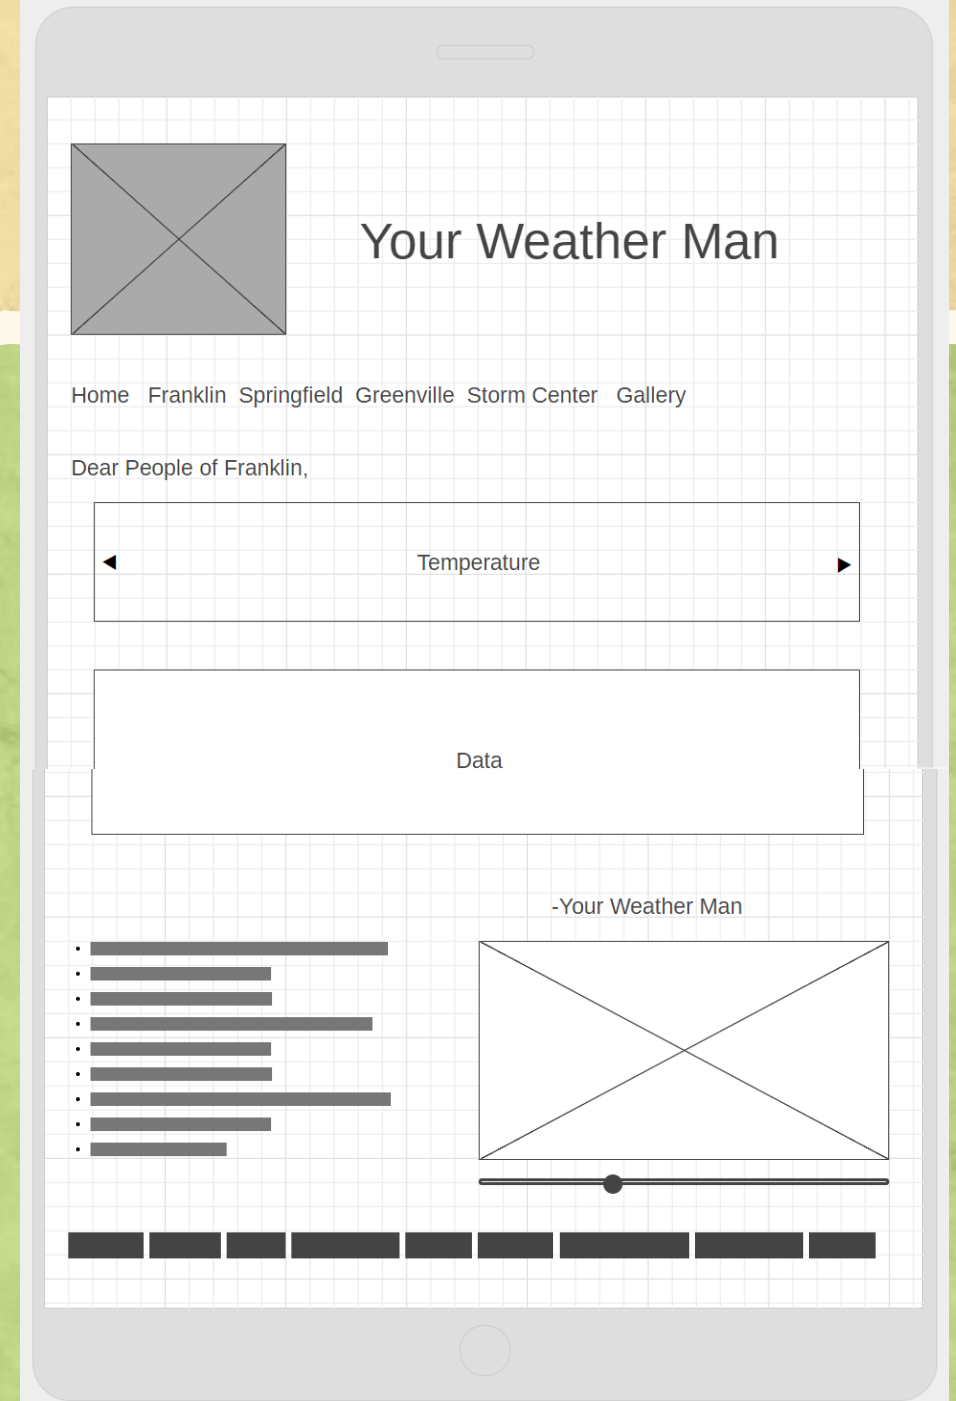 Your Weather Man
Home Franklin Springfield Greenville Storm Center Gallery
Dear People of Franklin,
Temperature
Data
-Your Weather Man